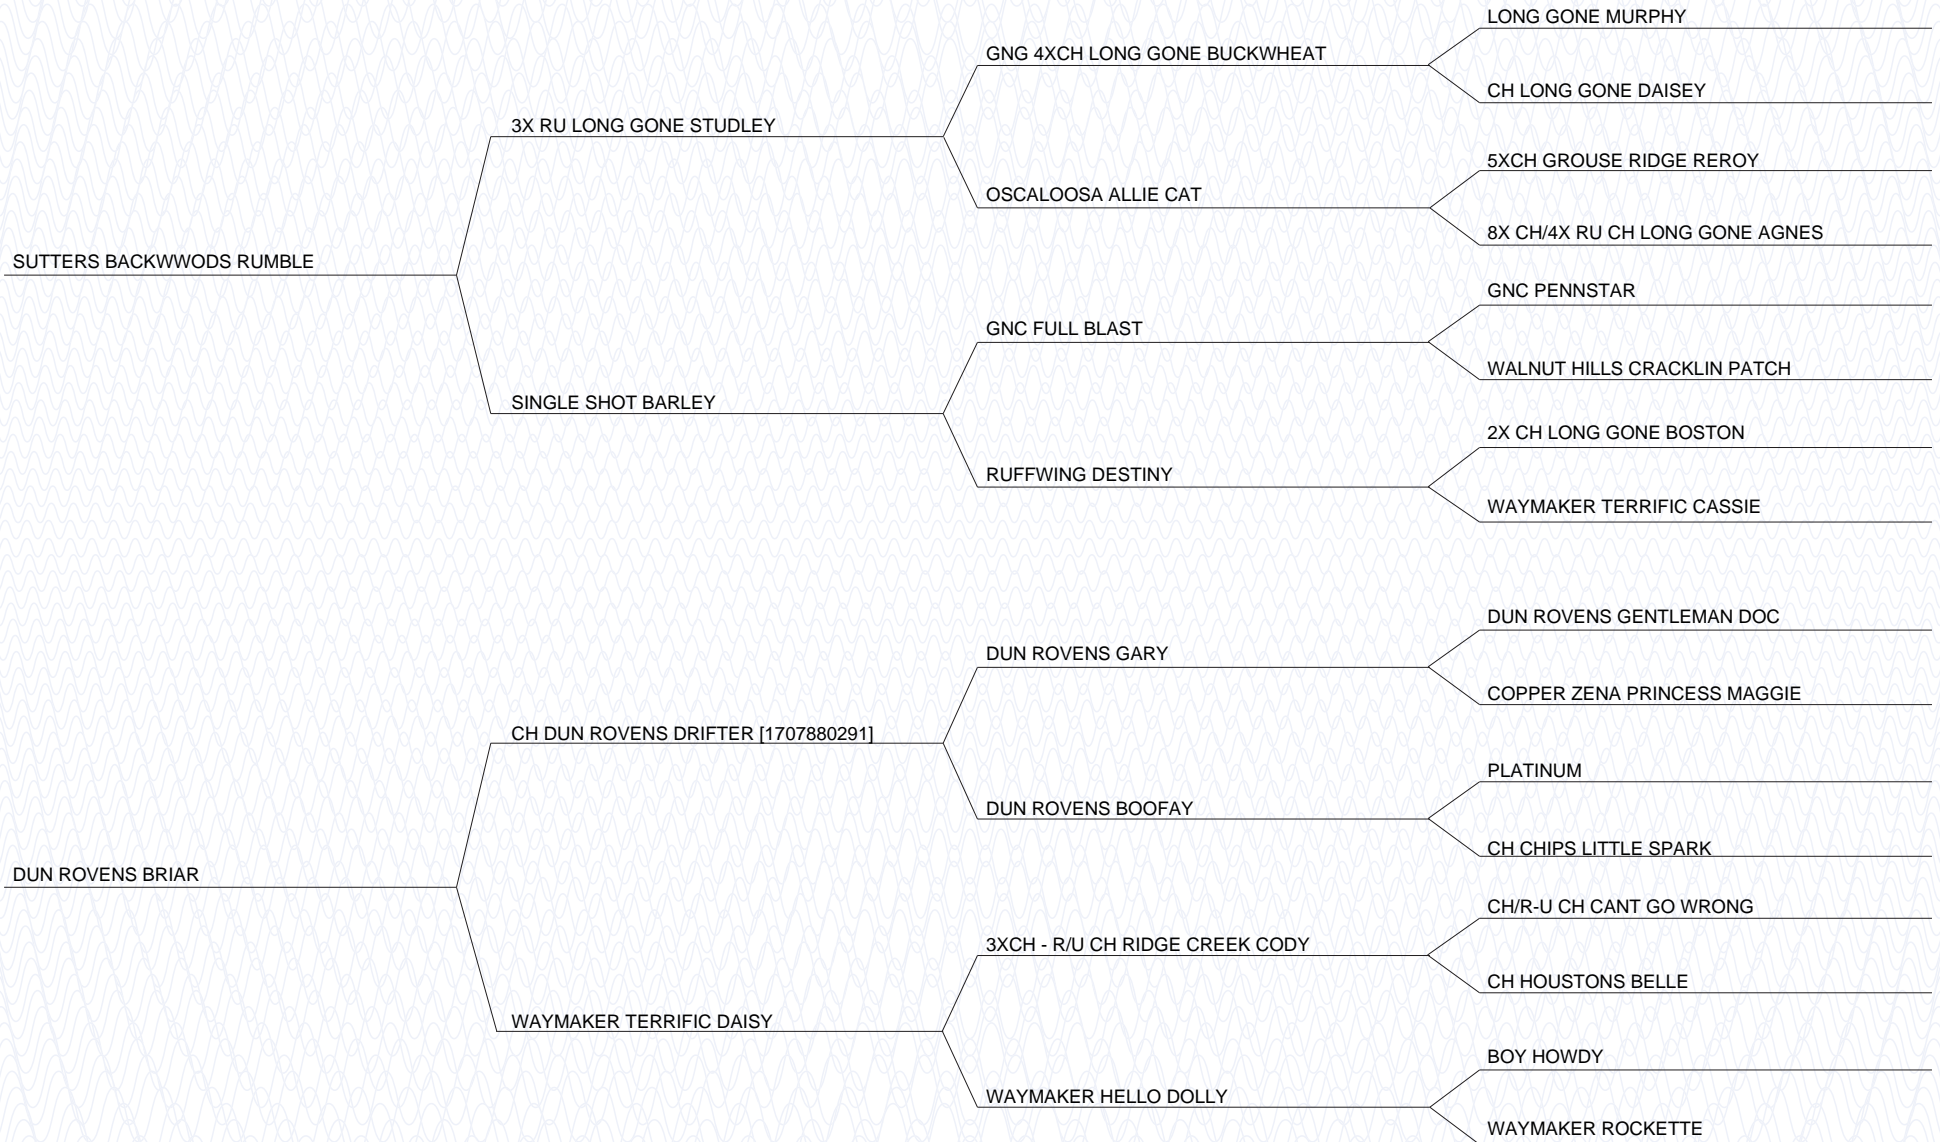 LONG GONE MURPHY
GNG 4XCH LONG GONE BUCKWHEAT
CH LONG GONE DAISEY
3X RU LONG GONE STUDLEY
5XCH GROUSE RIDGE REROY
OSCALOOSA ALLIE CAT
8X CH/4X RU CH LONG GONE AGNES
SUTTERS BACKWWODS RUMBLE
GNC PENNSTAR
GNC FULL BLAST
WALNUT HILLS CRACKLIN PATCH
SINGLE SHOT BARLEY
2X CH LONG GONE BOSTON
RUFFWING DESTINY
WAYMAKER TERRIFIC CASSIE
DUN ROVENS GENTLEMAN DOC
DUN ROVENS GARY
COPPER ZENA PRINCESS MAGGIE
CH DUN ROVENS DRIFTER [1707880291]
PLATINUM
DUN ROVENS BOOFAY
CH CHIPS LITTLE SPARK
DUN ROVENS BRIAR
CH/R-U CH CANT GO WRONG
3XCH - R/U CH RIDGE CREEK CODY
CH HOUSTONS BELLE
WAYMAKER TERRIFIC DAISY
BOY HOWDY
WAYMAKER HELLO DOLLY
WAYMAKER ROCKETTE